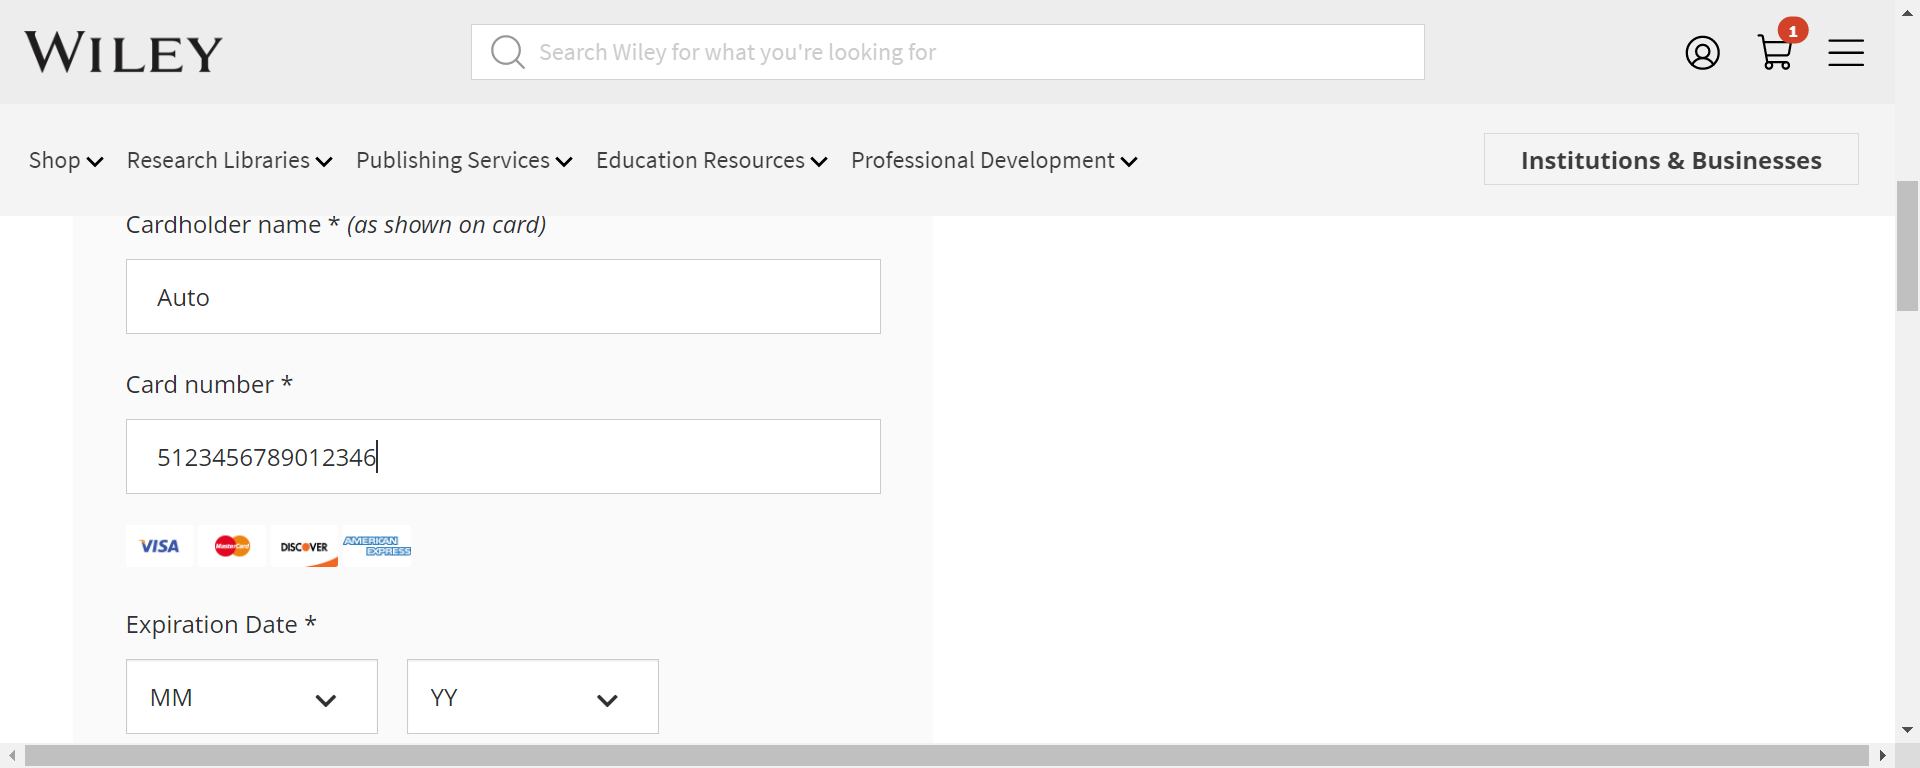 WILEY
Search Wiley for what you're looking for
1
Shop
Research Libraries
Publishing Services
Education Resources
Professional Development
Institutions & Businesses
Cardholder name * (as shown on card)
Auto
Card number *
5123456789012346
VISA
MasterCard
DISCOVER
AMERICAN
EXPRESS
Expiration Date *
MM
YY